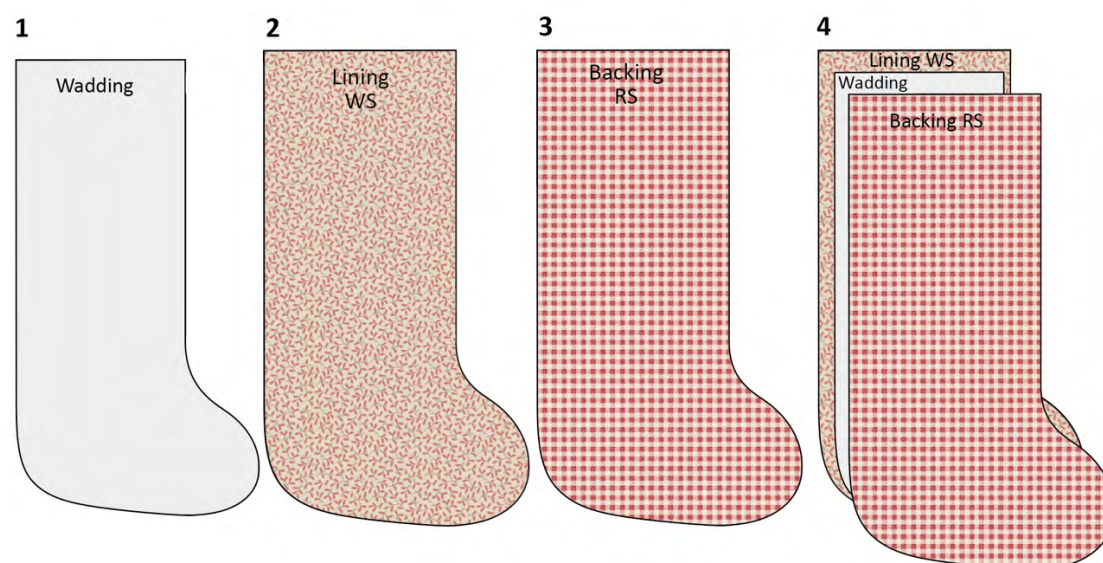 1
Wadding
2
Lining
WS
3
Backing
RS
4
Lining WS
Wadding
Backing RS